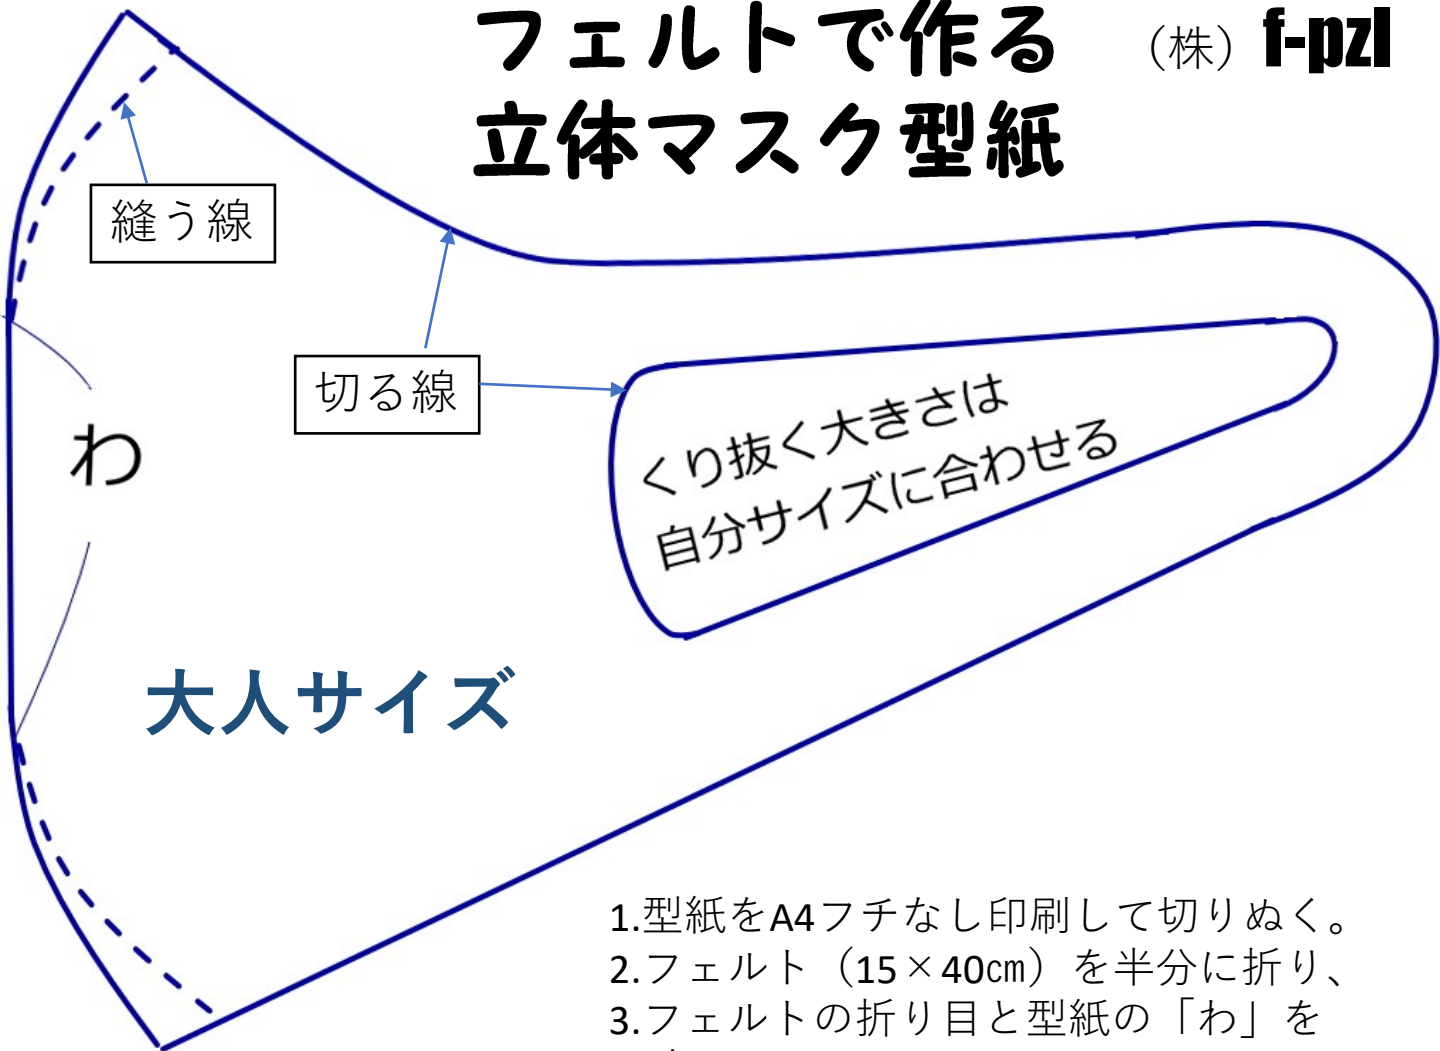 フェルトで作る
立体マスク型紙
（株）f-pzl
縫う線
切る線
わ
くり抜く大きさは
自分サイズに合わせる
大人サイズ
1.型紙をA4フチなし印刷して切りぬく。
2.フェルト（15×40㎝）を半分に折り、
3.フェルトの折り目と型紙の「わ」を